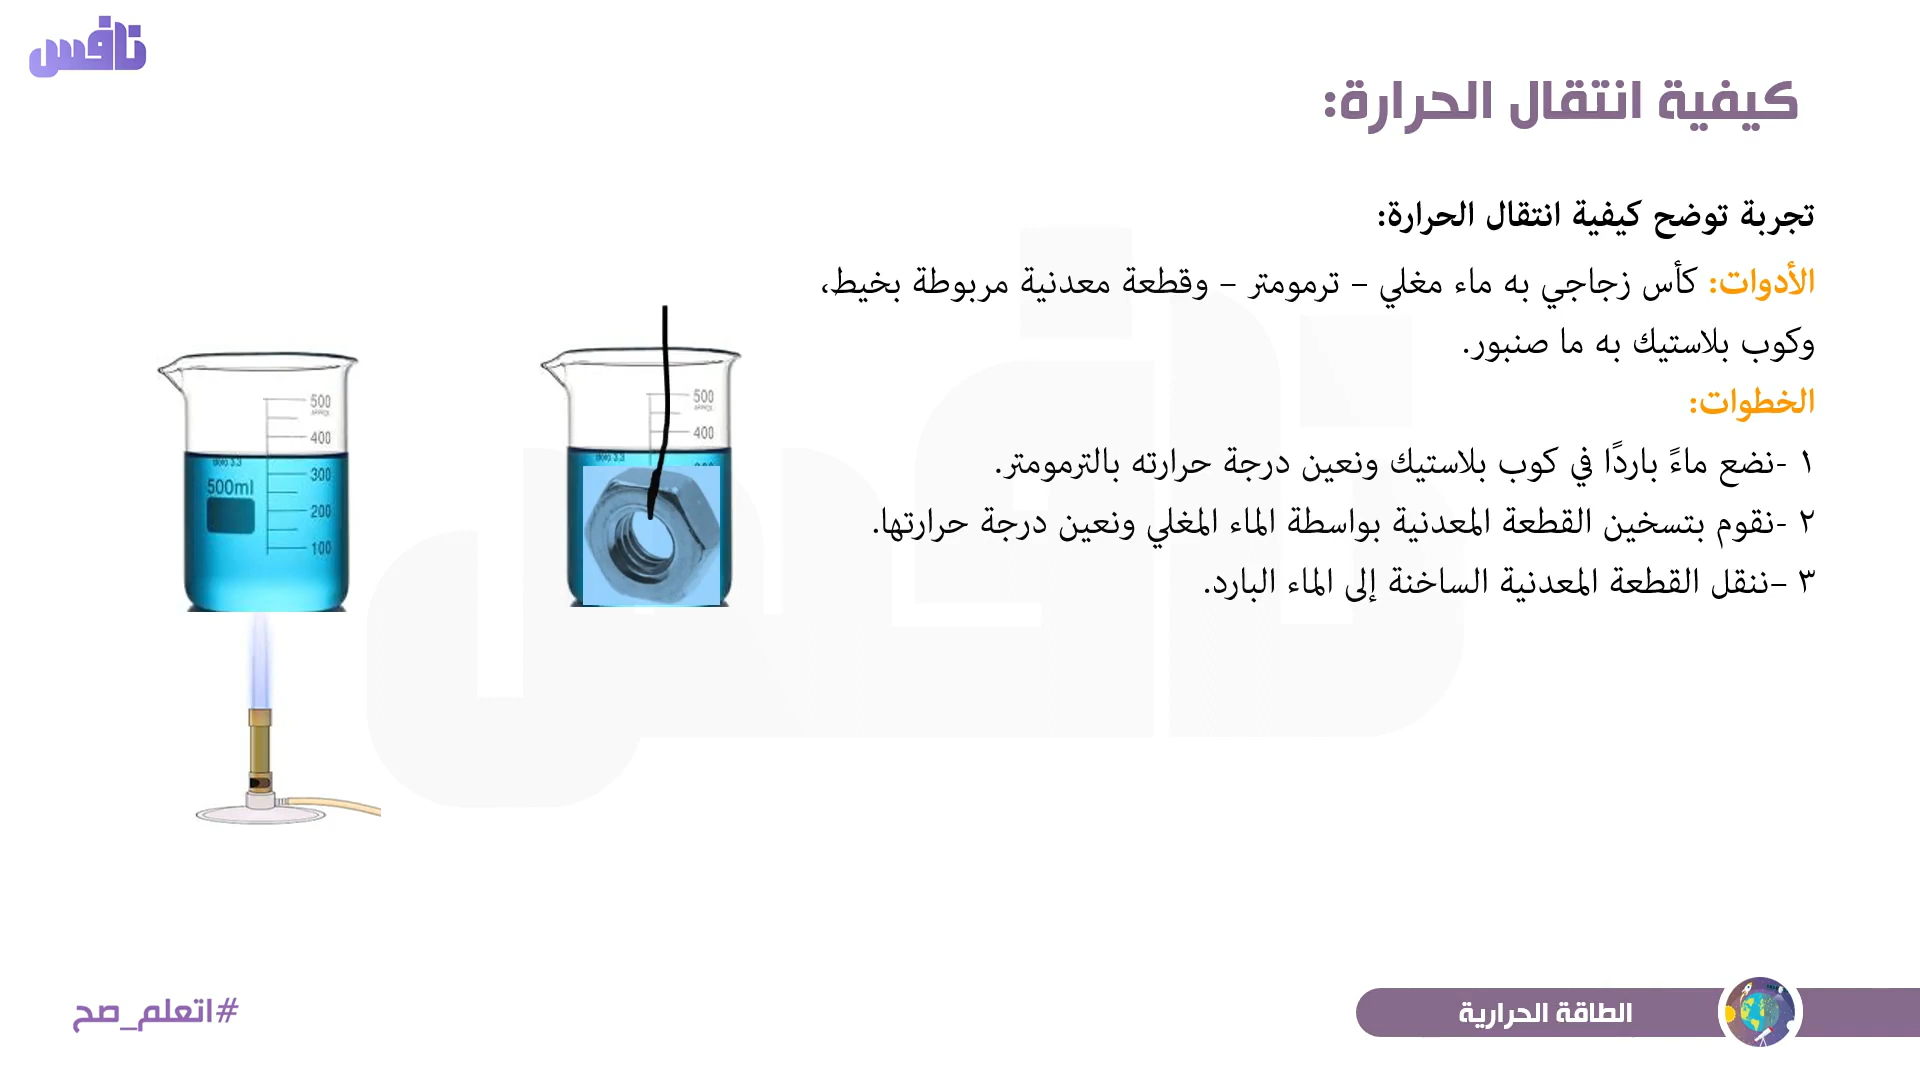 نافس
كيفية انتقال الحرارة:
تجربة توضح كيفية انتقال الحرارة:
الأدوات: كأس زجاجي به ماء مغلي – ترمومتر – وقطعة معدنية مربوطة بخيط،
وكوب بلاستيك به ما صنبور.
الخطوات:
١ -نضع ماءً باردًا في كوب بلاستيك ونعين درجة حرارته بالترمومتر.
٢ -نقوم بتسخين القطعة المعدنية بواسطة الماء المغلي ونعين درجة حرارتها.
٣ –ننقل القطعة المعدنية الساخنة إلى الماء البارد.
500
APPROX
400
300
500ml
200
100
500
APPROX
400
الطاقة الحرارية
#اتعلم_صح